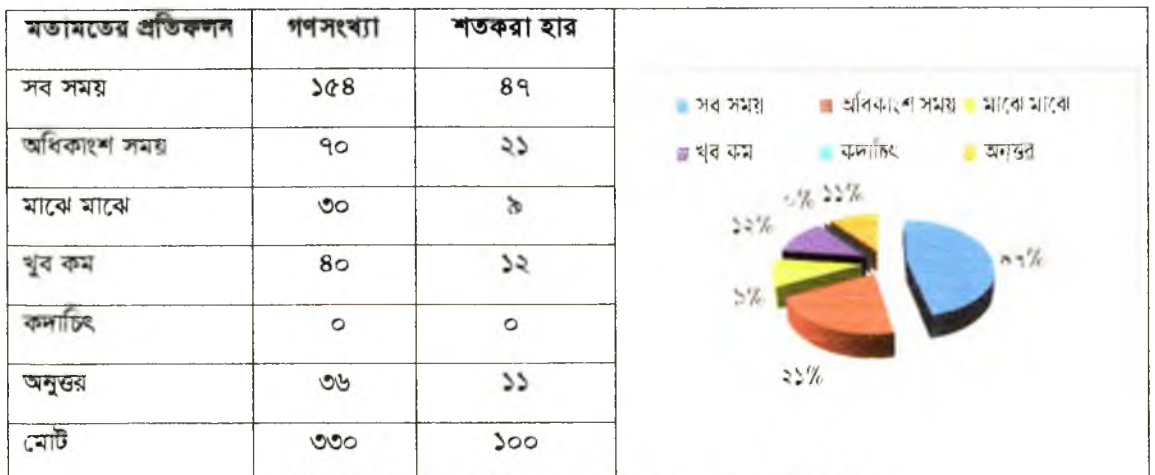 মতামতের প্রতিফলন গণসংখ্যা শতকরা হার
সব সময় ১৫৪ ৪৭
অধিকাংশ সময় ৭০ ২১
মাঝে মাঝে ৩০ ৯
খুব কম ৪০ ১২
কদাচিৎ ০ ০
অনুত্তর ৩৬ ১১
মোট ৩৩০ ১০০
সব সময় অধিকাংশ সময় মাঝে মাঝে
খুব কম কদাচিৎ অনুত্তর
০% ১১%
১২%
৪৭%
৯%
২১%